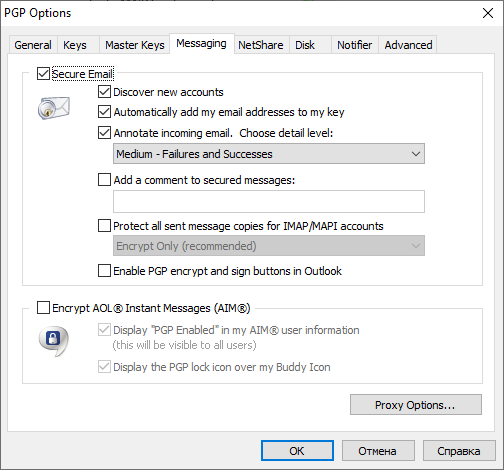 PGP Options
General Keys Master Keys Messaging NetShare Disk Notifier Advanced
Secure Email
Discover new accounts
Automatically add my email addresses to my key
Annotate incoming email. Choose detail level:
Medium - Failures and Successes
Add a comment to secured messages:
Protect all sent message copies for IMAP/MAPI accounts
Encrypt Only (recommended)
Enable PGP encrypt and sign buttons in Outlook
Encrypt AOL® Instant Messages (AIM®)
Display "PGP Enabled" in my AIM® user information
(this will be visible to all users)
Display the PGP lock icon over my Buddy Icon
Proxy Options...
OK Отмена Справка